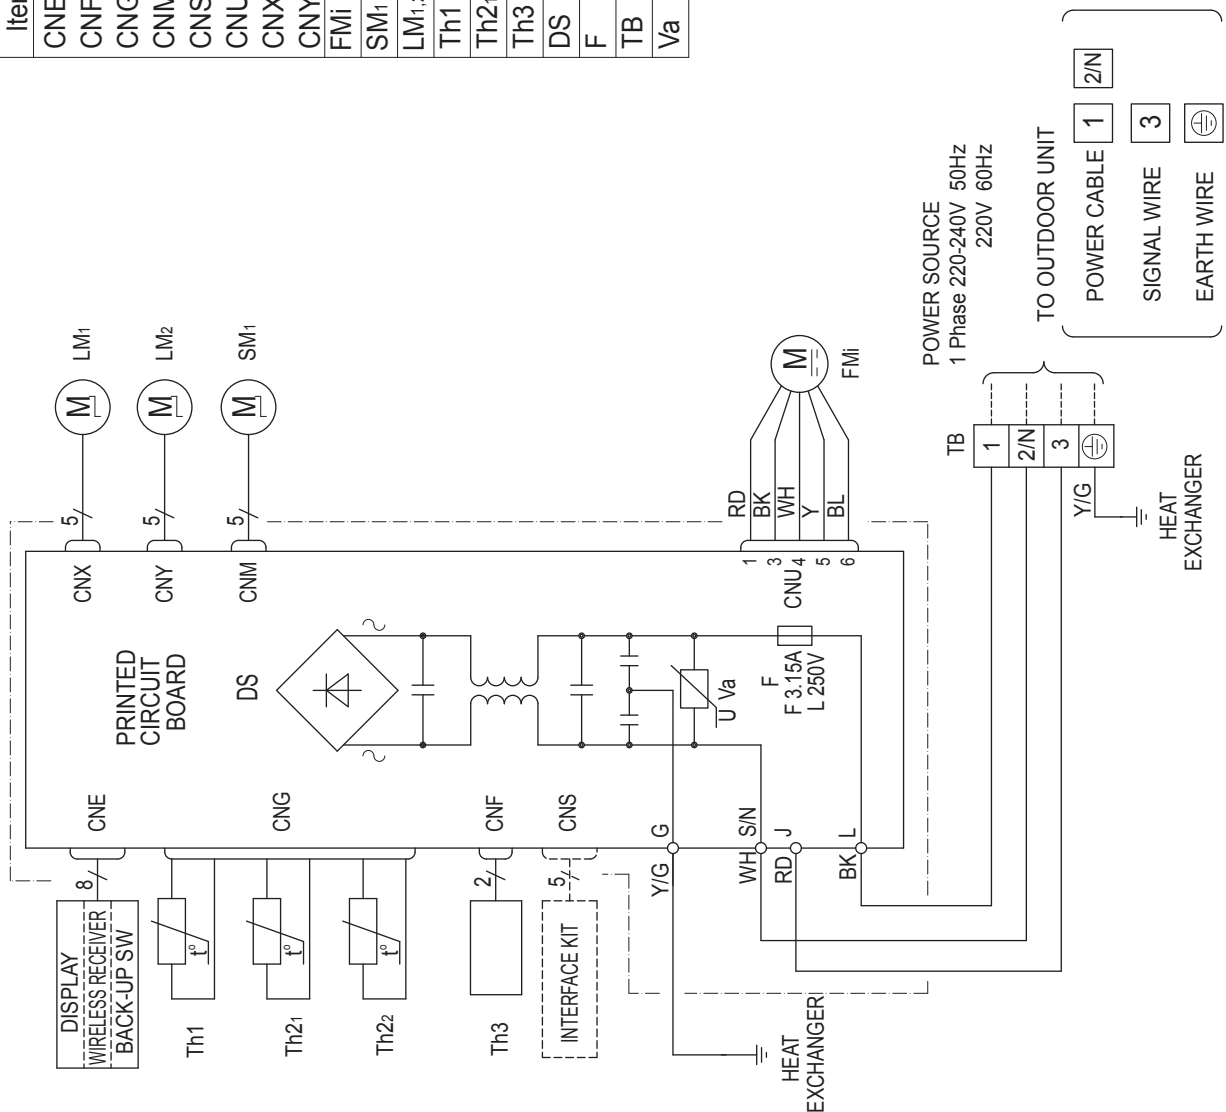 HEAT
EXCHANGER
DISPLAY
WIRELESS RECEIVER
BACK-UP SW
8
CNE
Th1
t°
Th21
t°
Th22
t°
CNG
Th3
2
CNF
INTERFACE KIT
5
CNS
Y/G
G
WH
S/N
RD
J
BK
L
PRINTED
CIRCUIT
BOARD
DS
~
~
U
Va
F
F 3.15A
L 250V
CNX
5
M
LM1
CNY
5
M
LM2
CNM
5
M
SM1
CNU
1
3
4
5
6
RD
BK
WH
Y
BL
M
FMi
TB
1
2/N
3
Y/G
HEAT
EXCHANGER
POWER SOURCE
1 Phase 220-240V 50Hz
220V 60Hz
TO OUTDOOR UNIT
POWER CABLE 1 2/N
SIGNAL WIRE 3
EARTH WIRE
CNE
CNF
CNG
CNM
CNS
CNU
CNX
CNY
FMi
SM1
Th1
Th21
Th3
DS
F
TB
Va